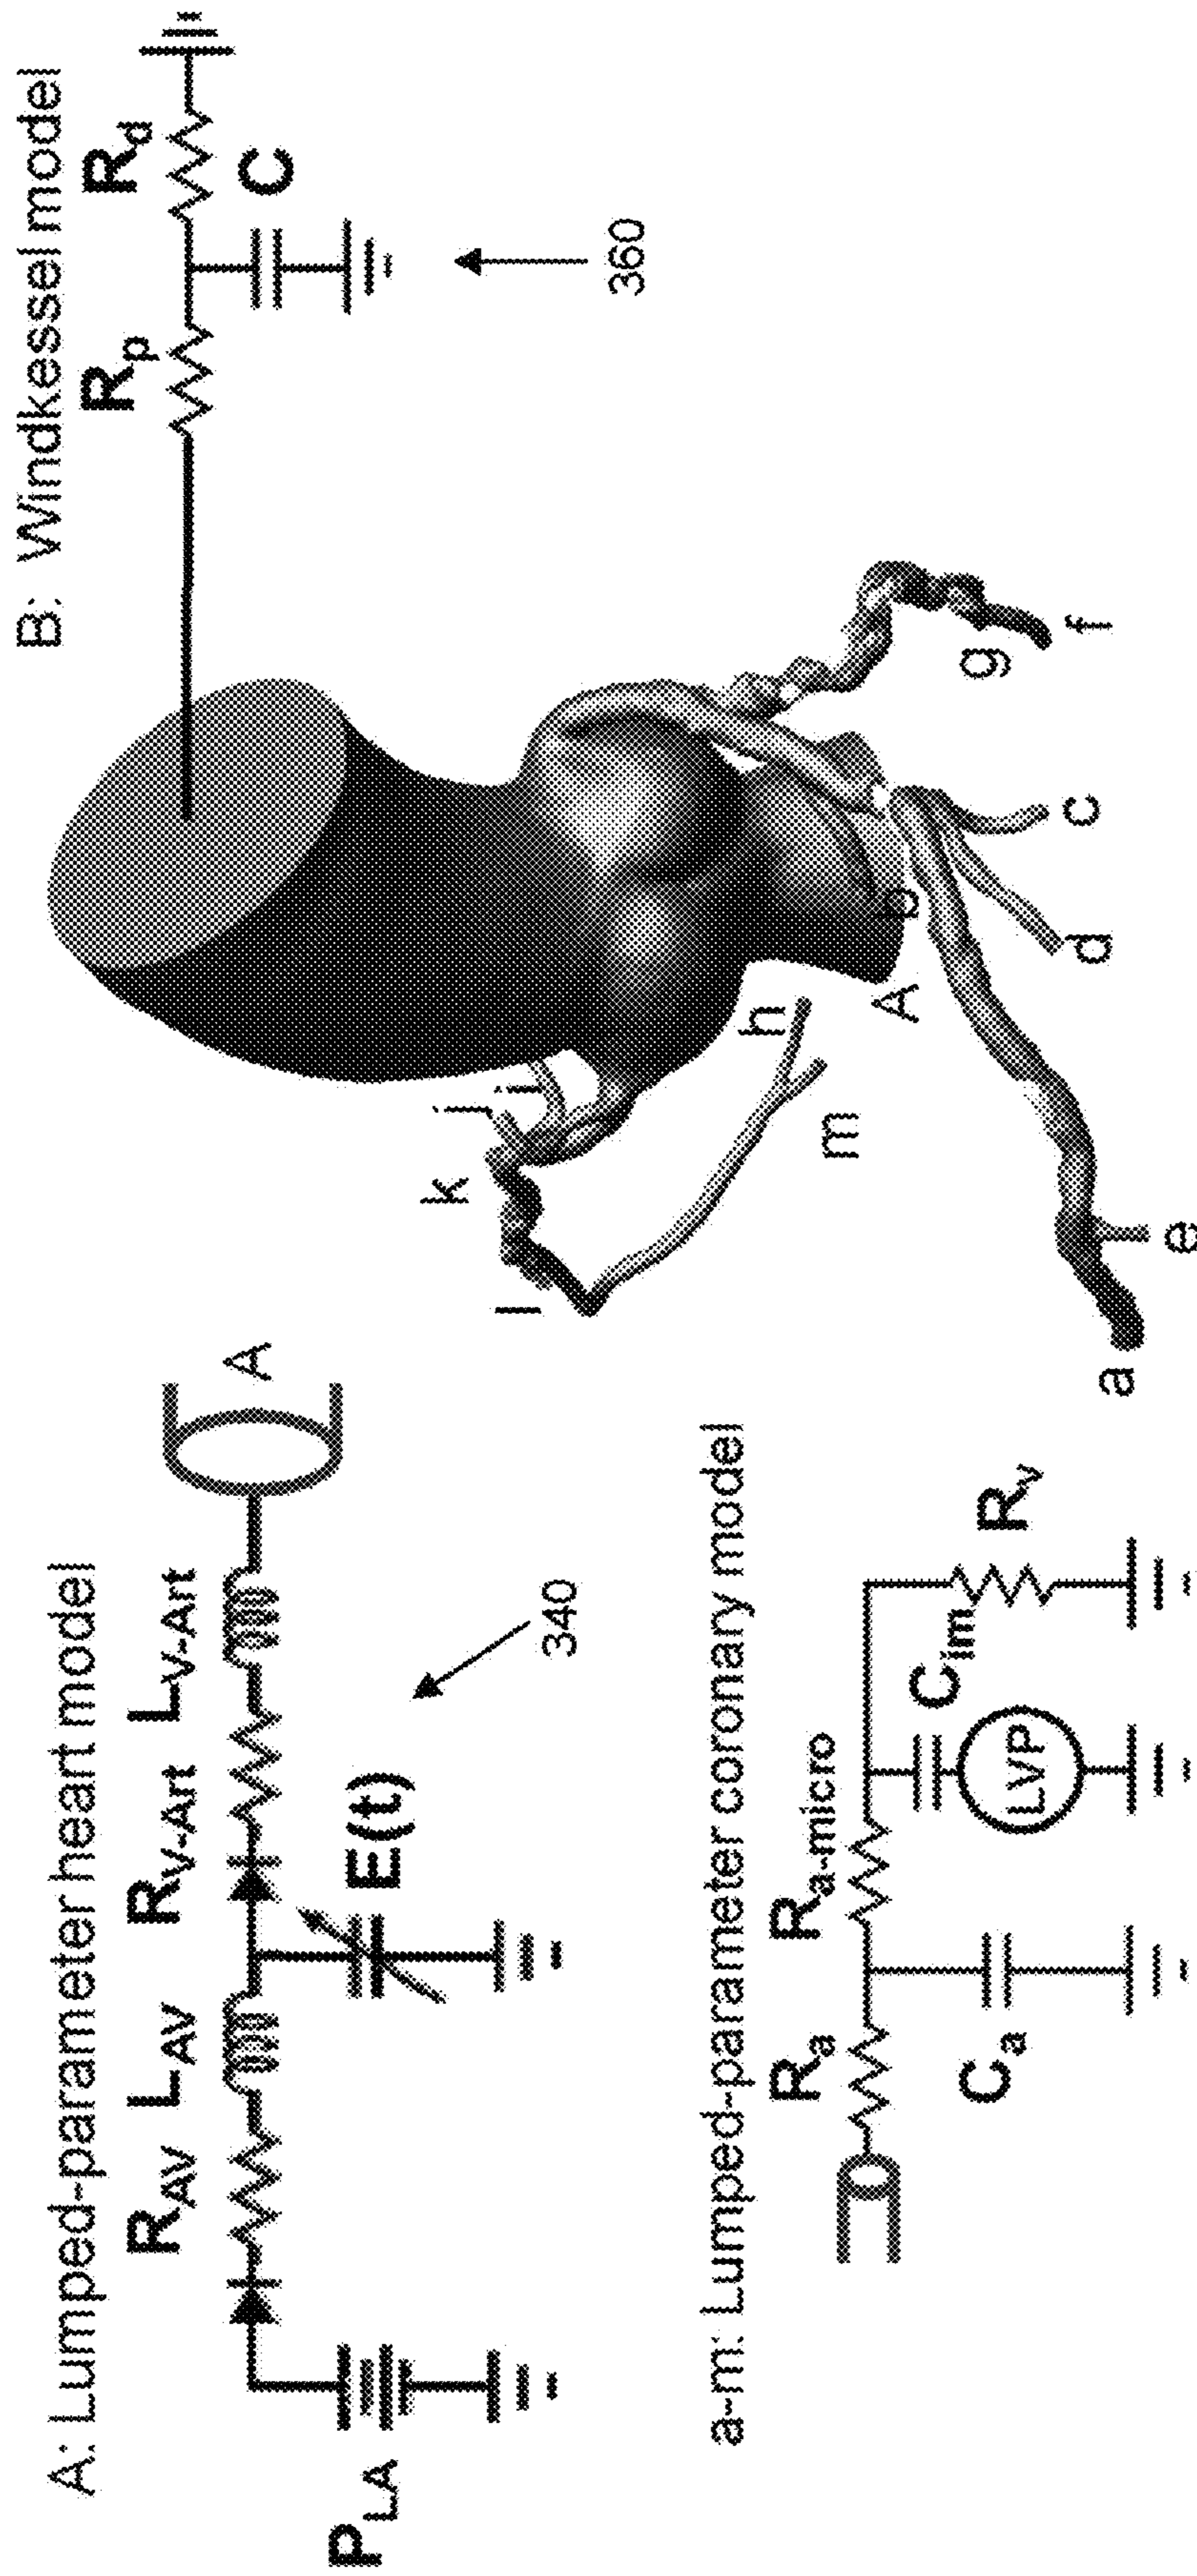 A: Lumped-parameter heart model
P_LA
R_AV
L_AV
R_V-Art
L_V-Art
E(t)
A
340
a-m: Lumped-parameter coronary model
R_a
C_a
R_a-micro
C_im
LVP
R_v
B: Windkessel model
R_p
R_d
C
360
l
k
j
i
h
m
A
b
a
e
d
c
g
f